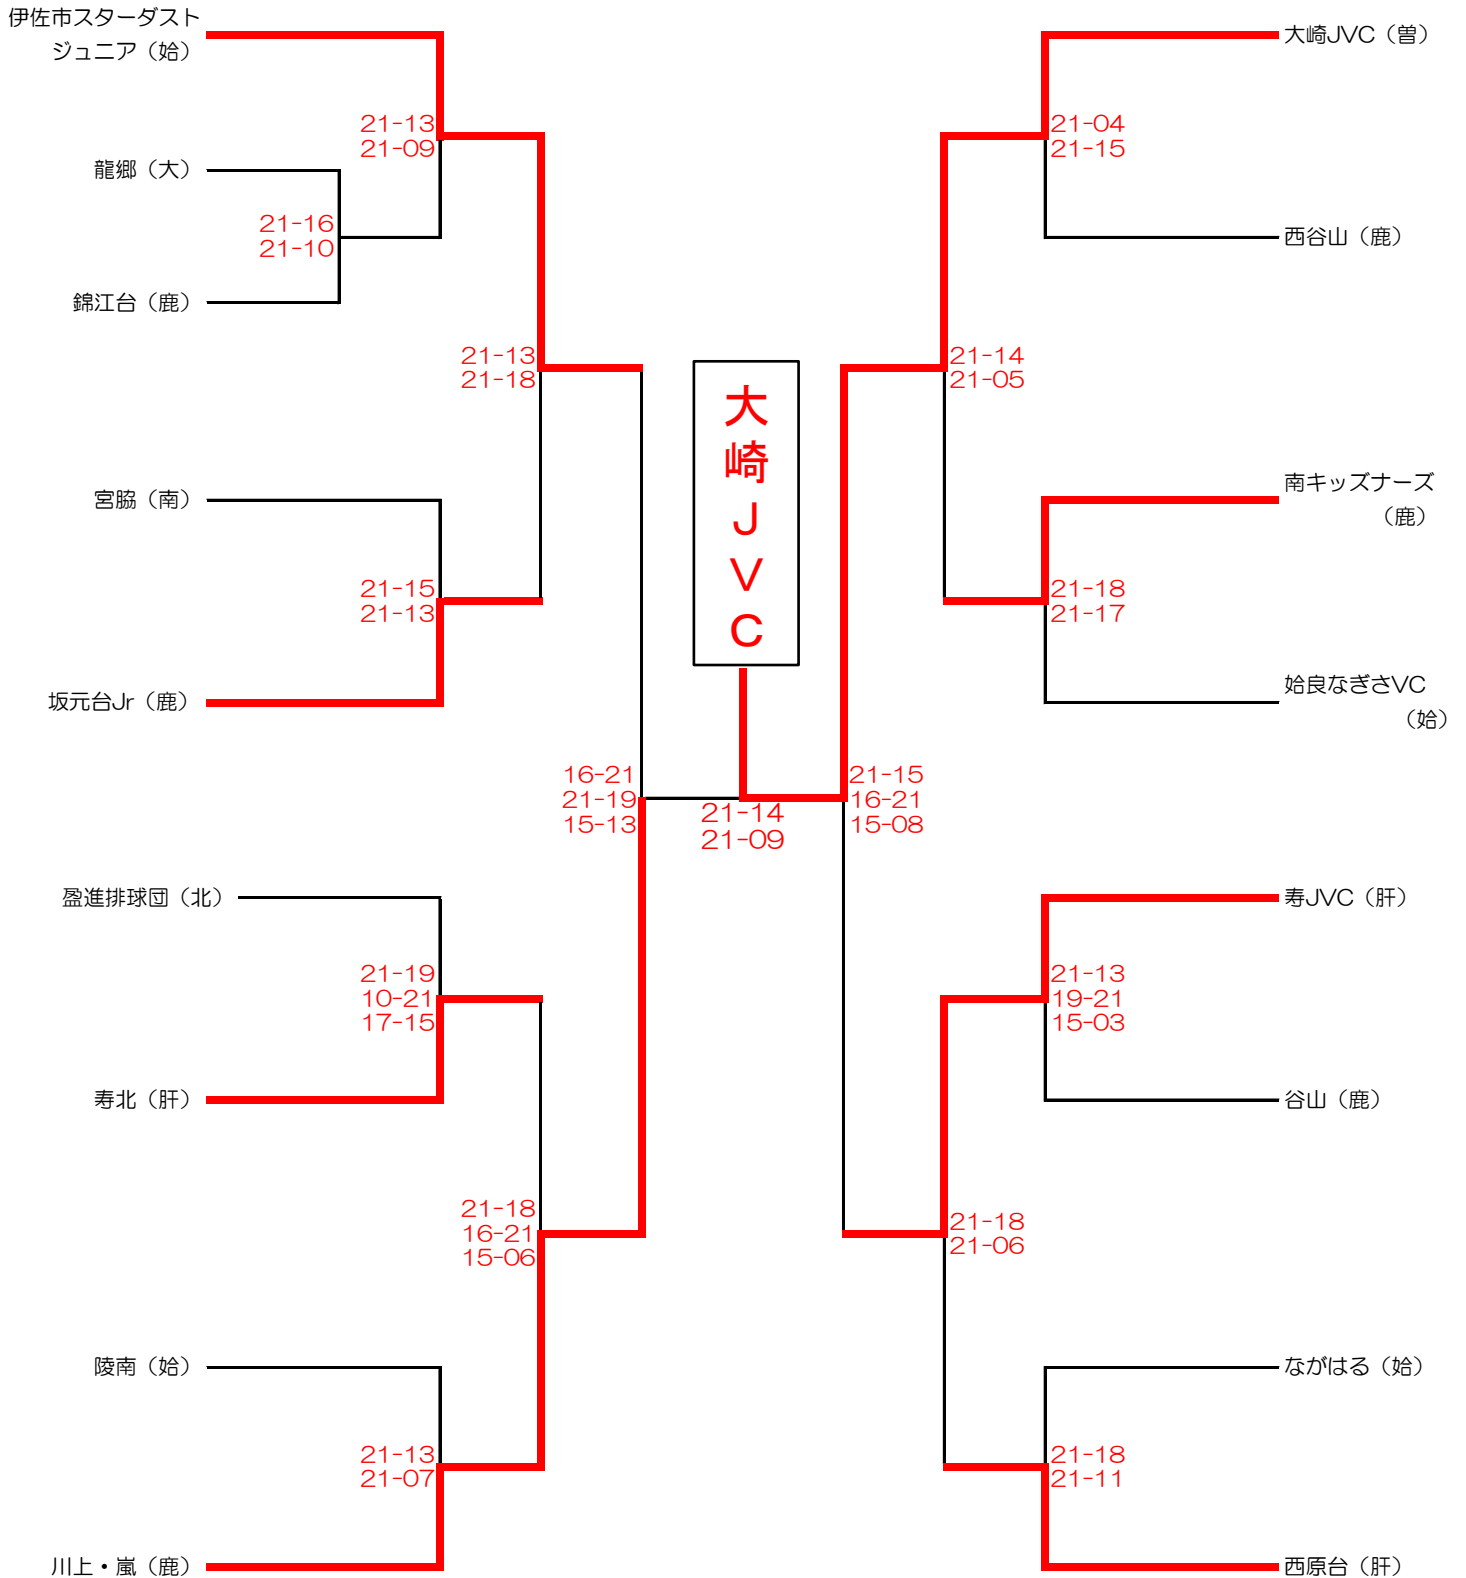 伊佐市スターダスト
ジュニア（姶）
21-13
21-09
龍郷（大）
21-16
21-10
錦江台（鹿）
21-13
21-18
宮脇（南）
21-15
21-13
坂元台Jr（鹿）
16-21
21-19
15-13
盈進排球団（北）
21-19
10-21
17-15
寿北（肝）
21-18
16-21
15-06
陵南（姶）
21-13
21-07
川上・嵐（鹿）
大崎JVC
21-14
21-09
大崎JVC（曽）
21-04
21-15
西谷山（鹿）
21-14
21-05
南キッズナーズ
（鹿）
21-18
21-17
姶良なぎさVC
（姶）
21-15
16-21
15-08
寿JVC（肝）
21-13
19-21
15-03
谷山（鹿）
21-18
21-06
ながはる（姶）
21-18
21-11
西原台（肝）